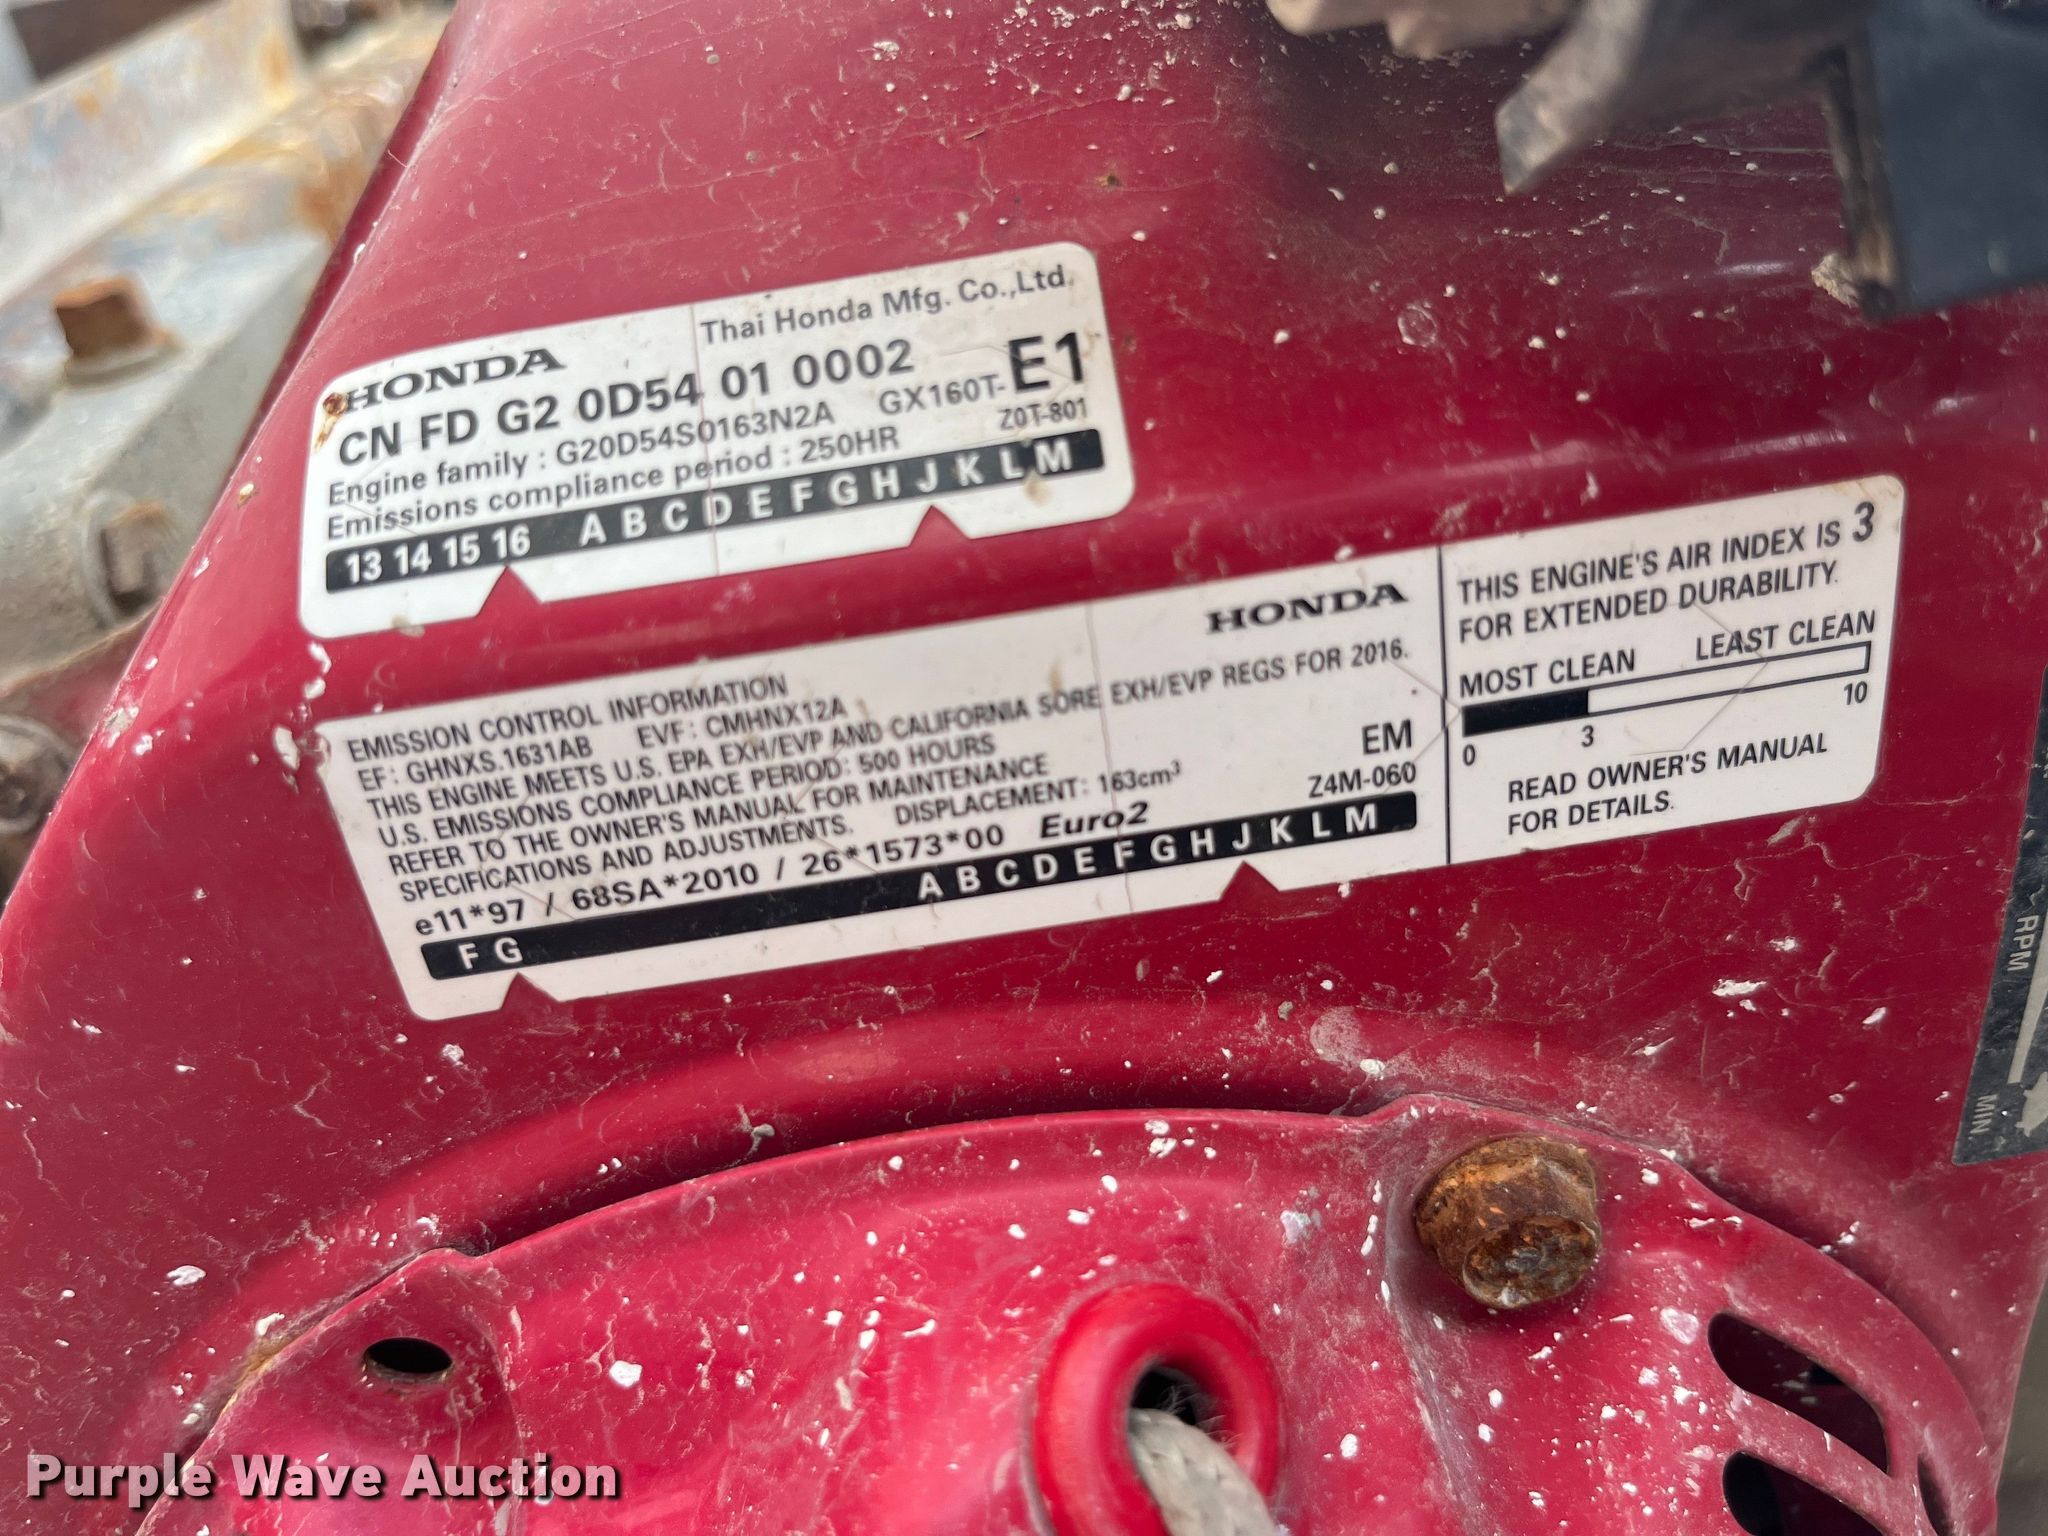 HONDA Thai Honda Mfg. Co.,Ltd.
CN FD G2 0D54 01 0002 E1
Engine family : G20D54S0163N2A GX160T-
Emissions compliance period : 250HR Z0T-801
13 14 15 16 A B C D E F G H J K L M
HONDA
EMISSION CONTROL INFORMATION
EF : GHNXS.1631AB EVF : CMHNX12A
THIS ENGINE MEETS U.S. EPA EXH/EVP AND CALIFORNIA SORE EXH/EVP REGS FOR 2016.
U.S. EMISSIONS COMPLIANCE PERIOD: 500 HOURS
REFER TO THE OWNER'S MANUAL FOR MAINTENANCE EM
SPECIFICATIONS AND ADJUSTMENTS. DISPLACEMENT: 163cm³ Z4M-060
e11*97 / 68SA*2010 / 26*1573*00 Euro2
F G A B C D E F G H J K L M
THIS ENGINE'S AIR INDEX IS 3
FOR EXTENDED DURABILITY.
MOST CLEAN LEAST CLEAN
0 3 10
READ OWNER'S MANUAL
FOR DETAILS.
RPM
MIN.
Purple Wave Auction